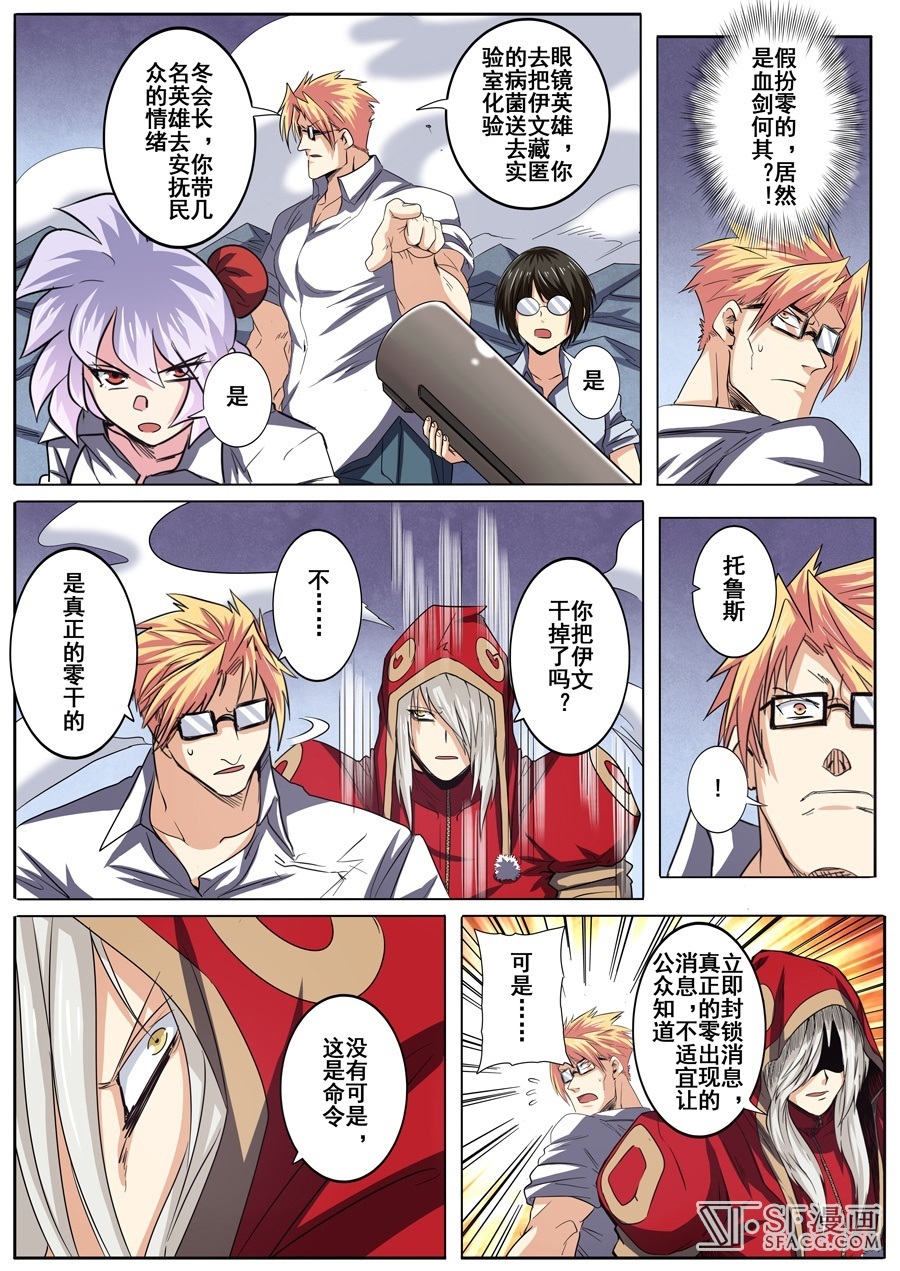 假扮零的，居然
是血剑何其？！
眼镜英雄，你
去把伊文藏匿
的病菌送去实
验室化验
冬会长，你带几
名英雄去安抚民
众的情绪
是
是
托鲁斯
！
你把伊文
干掉了吗？
不……
是真正的零干的
立即封锁消息，
真正的零出现的
消息，不适宜让
公众知道
可是……
没有可是，
这是命令
SF漫画
SFACG.COM